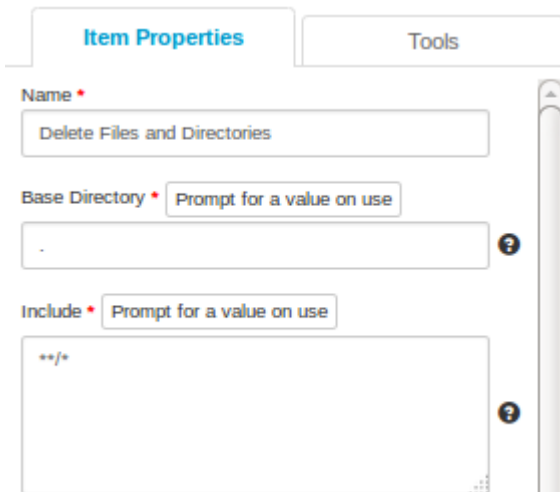 Item Properties
Tools
Name *
Delete Files and Directories
Base Directory * Prompt for a value on use
.
Include * Prompt for a value on use
**/*